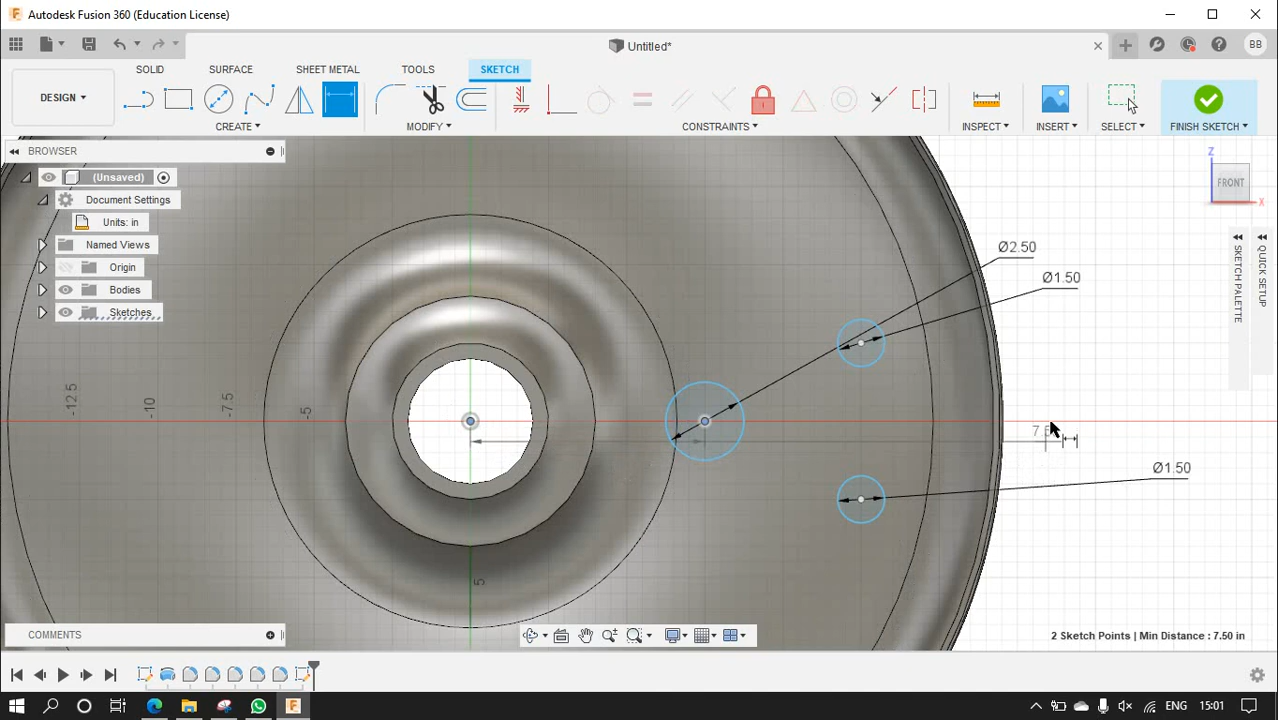 Autodesk Fusion 360 (Education License)
Untitled*
BB
SOLID
SURFACE
SHEET METAL
TOOLS
SKETCH
DESIGN
CREATE
MODIFY
CONSTRAINTS
INSPECT
INSERT
SELECT
FINISH SKETCH
BROWSER
(Unsaved)
Document Settings
Units: in
Named Views
Origin
Bodies
Sketches
Z
FRONT
X
SKETCH PALETTE
QUICK SETUP
Ø2.50
Ø1.50
-12.5
-10
-7.5
-5
Ø1.50
5
COMMENTS
2 Sketch Points | Min Distance : 7.50 in
ENG
15:01